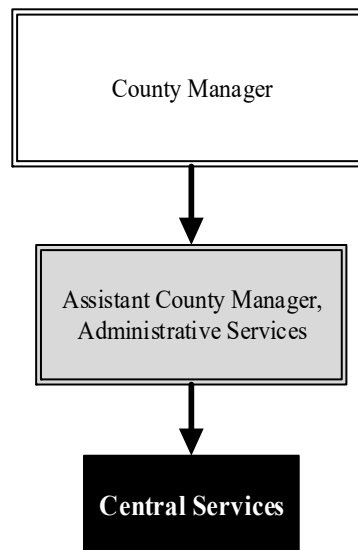 County Manager
Assistant County Manager,
Administrative Services
Central Services